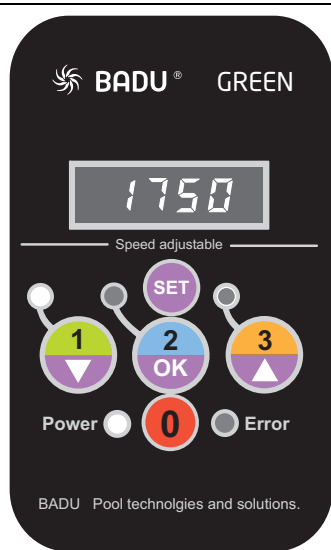 BADU® GREEN
1750
Speed adjustable
SET
1 2 3
OK
Power 0 Error
BADU Pool technolgies and solutions.